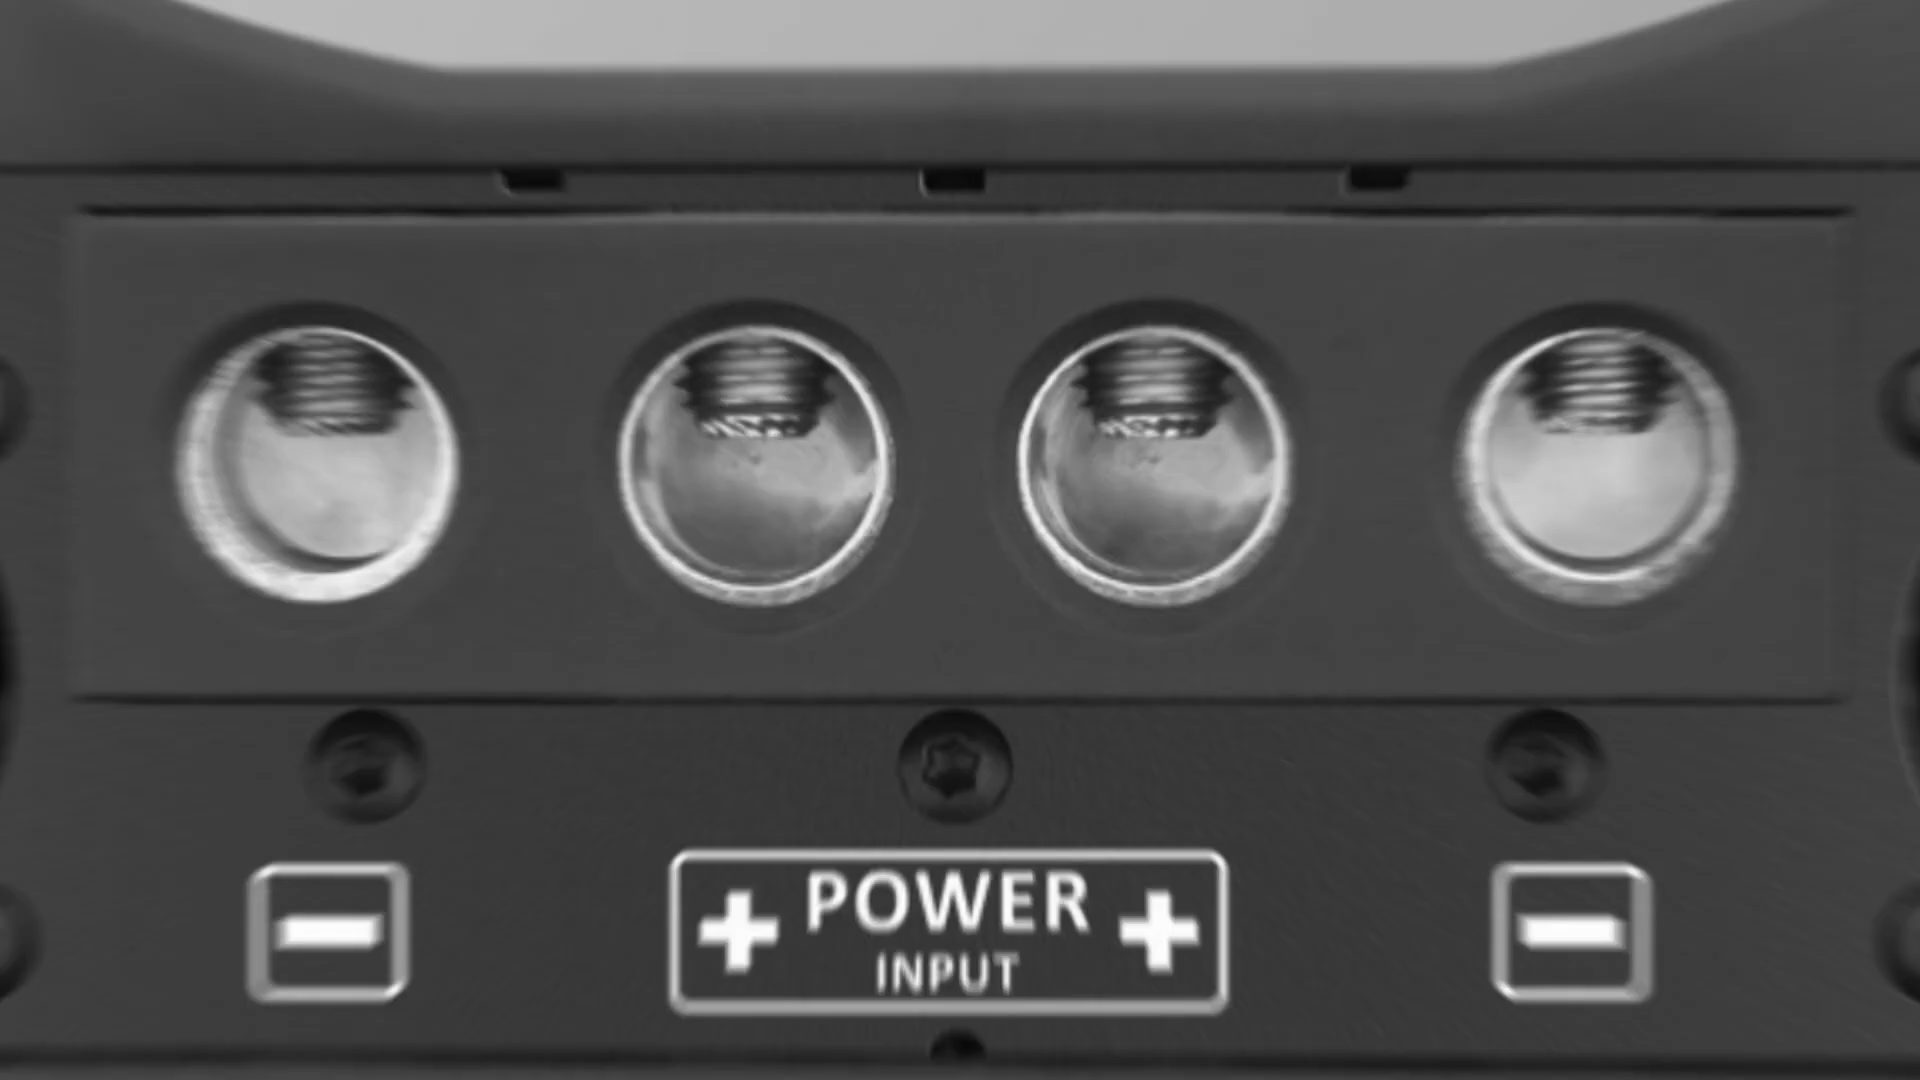 − + POWER + −
INPUT